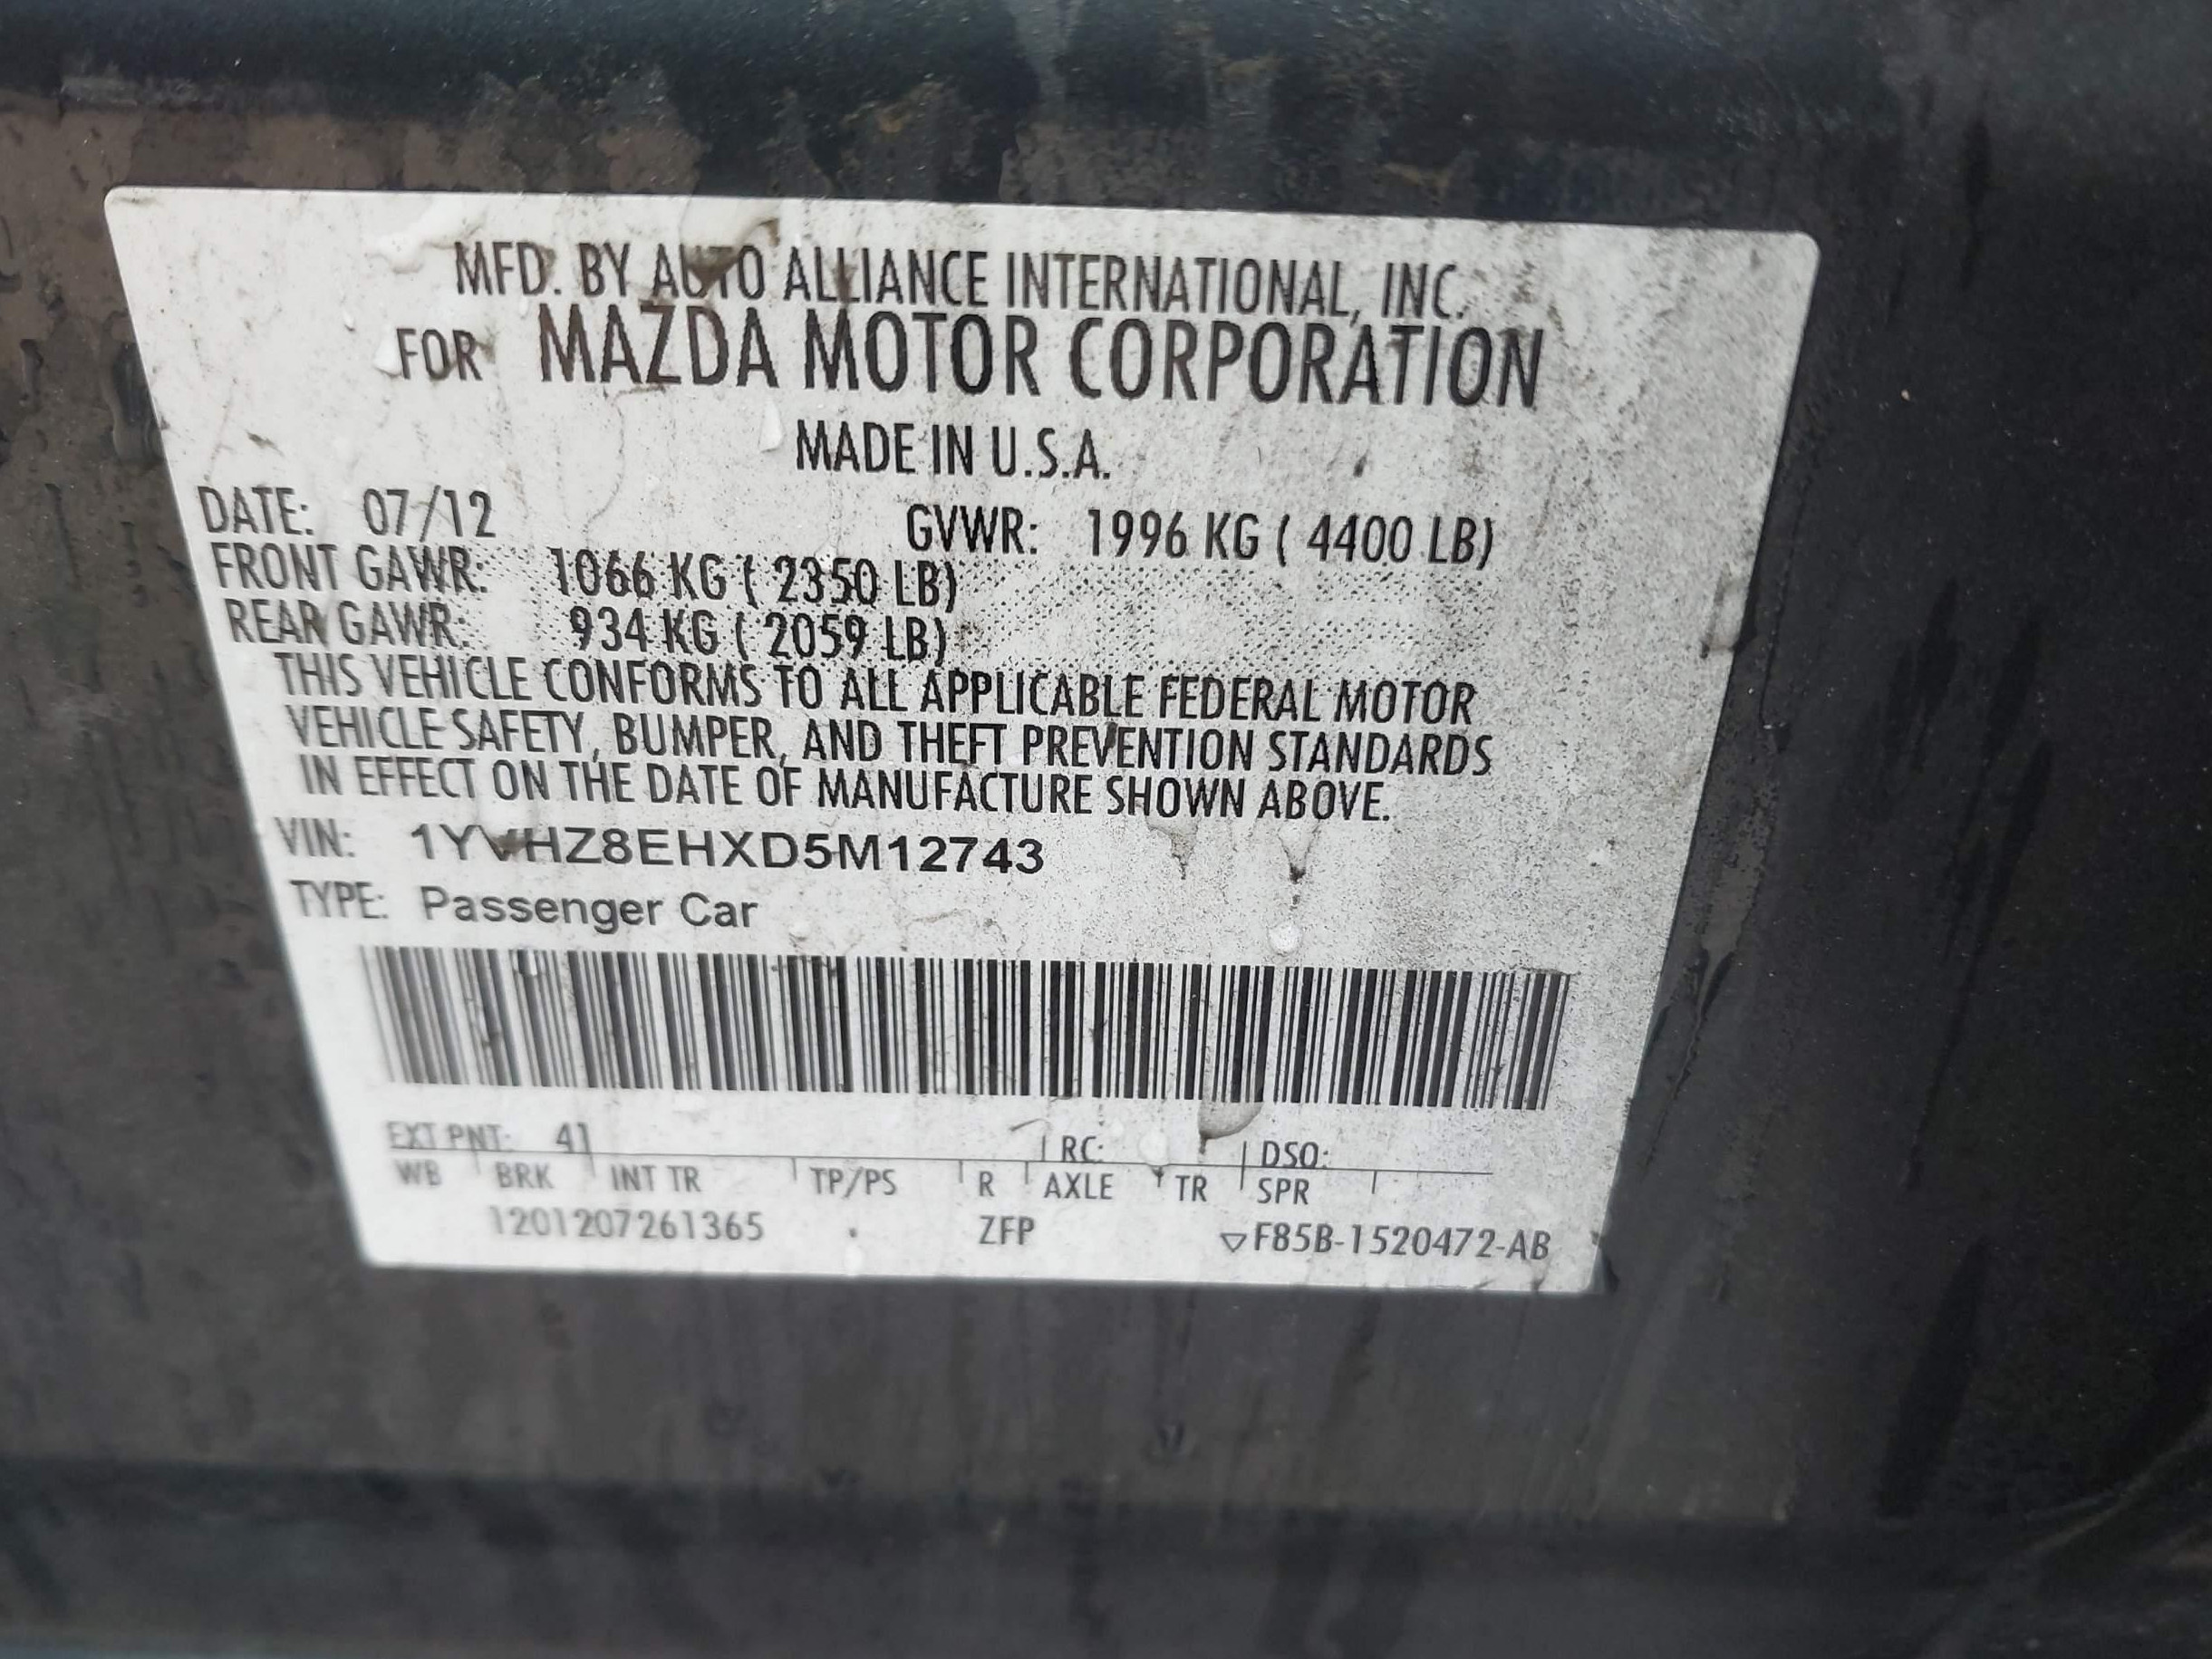 MFD. BY AUTO ALLIANCE INTERNATIONAL, INC.
FOR MAZDA MOTOR CORPORATION
MADE IN U.S.A.
DATE: 07/12 GVWR: 1996 KG ( 4400 LB)
FRONT GAWR: 1066 KG ( 2350 LB)
REAR GAWR: 934 KG ( 2059 LB)
THIS VEHICLE CONFORMS TO ALL APPLICABLE FEDERAL MOTOR
VEHICLE SAFETY, BUMPER, AND THEFT PREVENTION STANDARDS
IN EFFECT ON THE DATE OF MANUFACTURE SHOWN ABOVE.
VIN: 1YVHZ8EHXD5M12743
TYPE: Passenger Car
EXT PNT: 41 RC: DSO:
WB BRK INT TR TP/PS R AXLE TR SPR
1201207261365 ZFP ▽F85B-1520472-AB